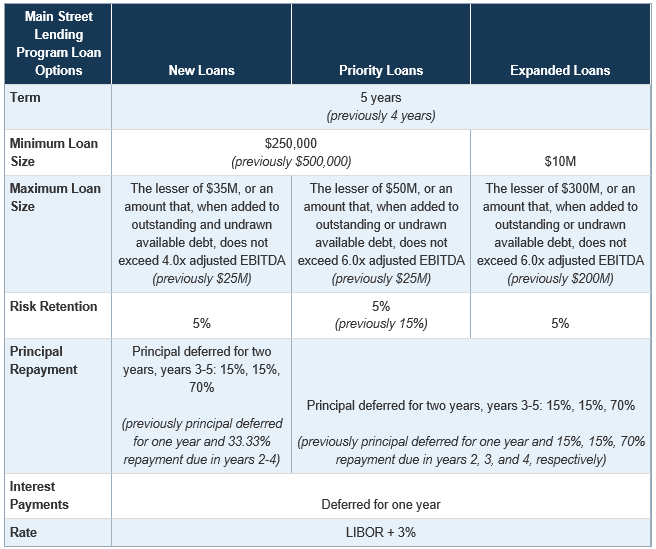 Main Street
Lending
Program Loan
Options
New Loans
Priority Loans
Expanded Loans
Term
5 years
(previously 4 years)
Minimum Loan
Size
$250,000
(previously $500,000)
$10M
Maximum Loan
Size
The lesser of $35M, or an
amount that, when added to
outstanding and undrawn
available debt, does not
exceed 4.0x adjusted EBITDA
(previously $25M)
The lesser of $50M, or an
amount that, when added to
outstanding or undrawn
available debt, does not
exceed 6.0x adjusted EBITDA
(previously $25M)
The lesser of $300M, or an
amount that, when added to
outstanding or undrawn
available debt, does not
exceed 6.0x adjusted EBITDA
(previously $200M)
Risk Retention
5%
5%
(previously 15%)
5%
Principal
Repayment
Principal deferred for two
years, years 3-5: 15%, 15%,
70%
(previously principal deferred
for one year and 33.33%
repayment due in years 2-4)
Principal deferred for two years, years 3-5: 15%, 15%, 70%
(previously principal deferred for one year and 15%, 15%, 70%
repayment due in years 2, 3, and 4, respectively)
Interest
Payments
Deferred for one year
Rate
LIBOR + 3%